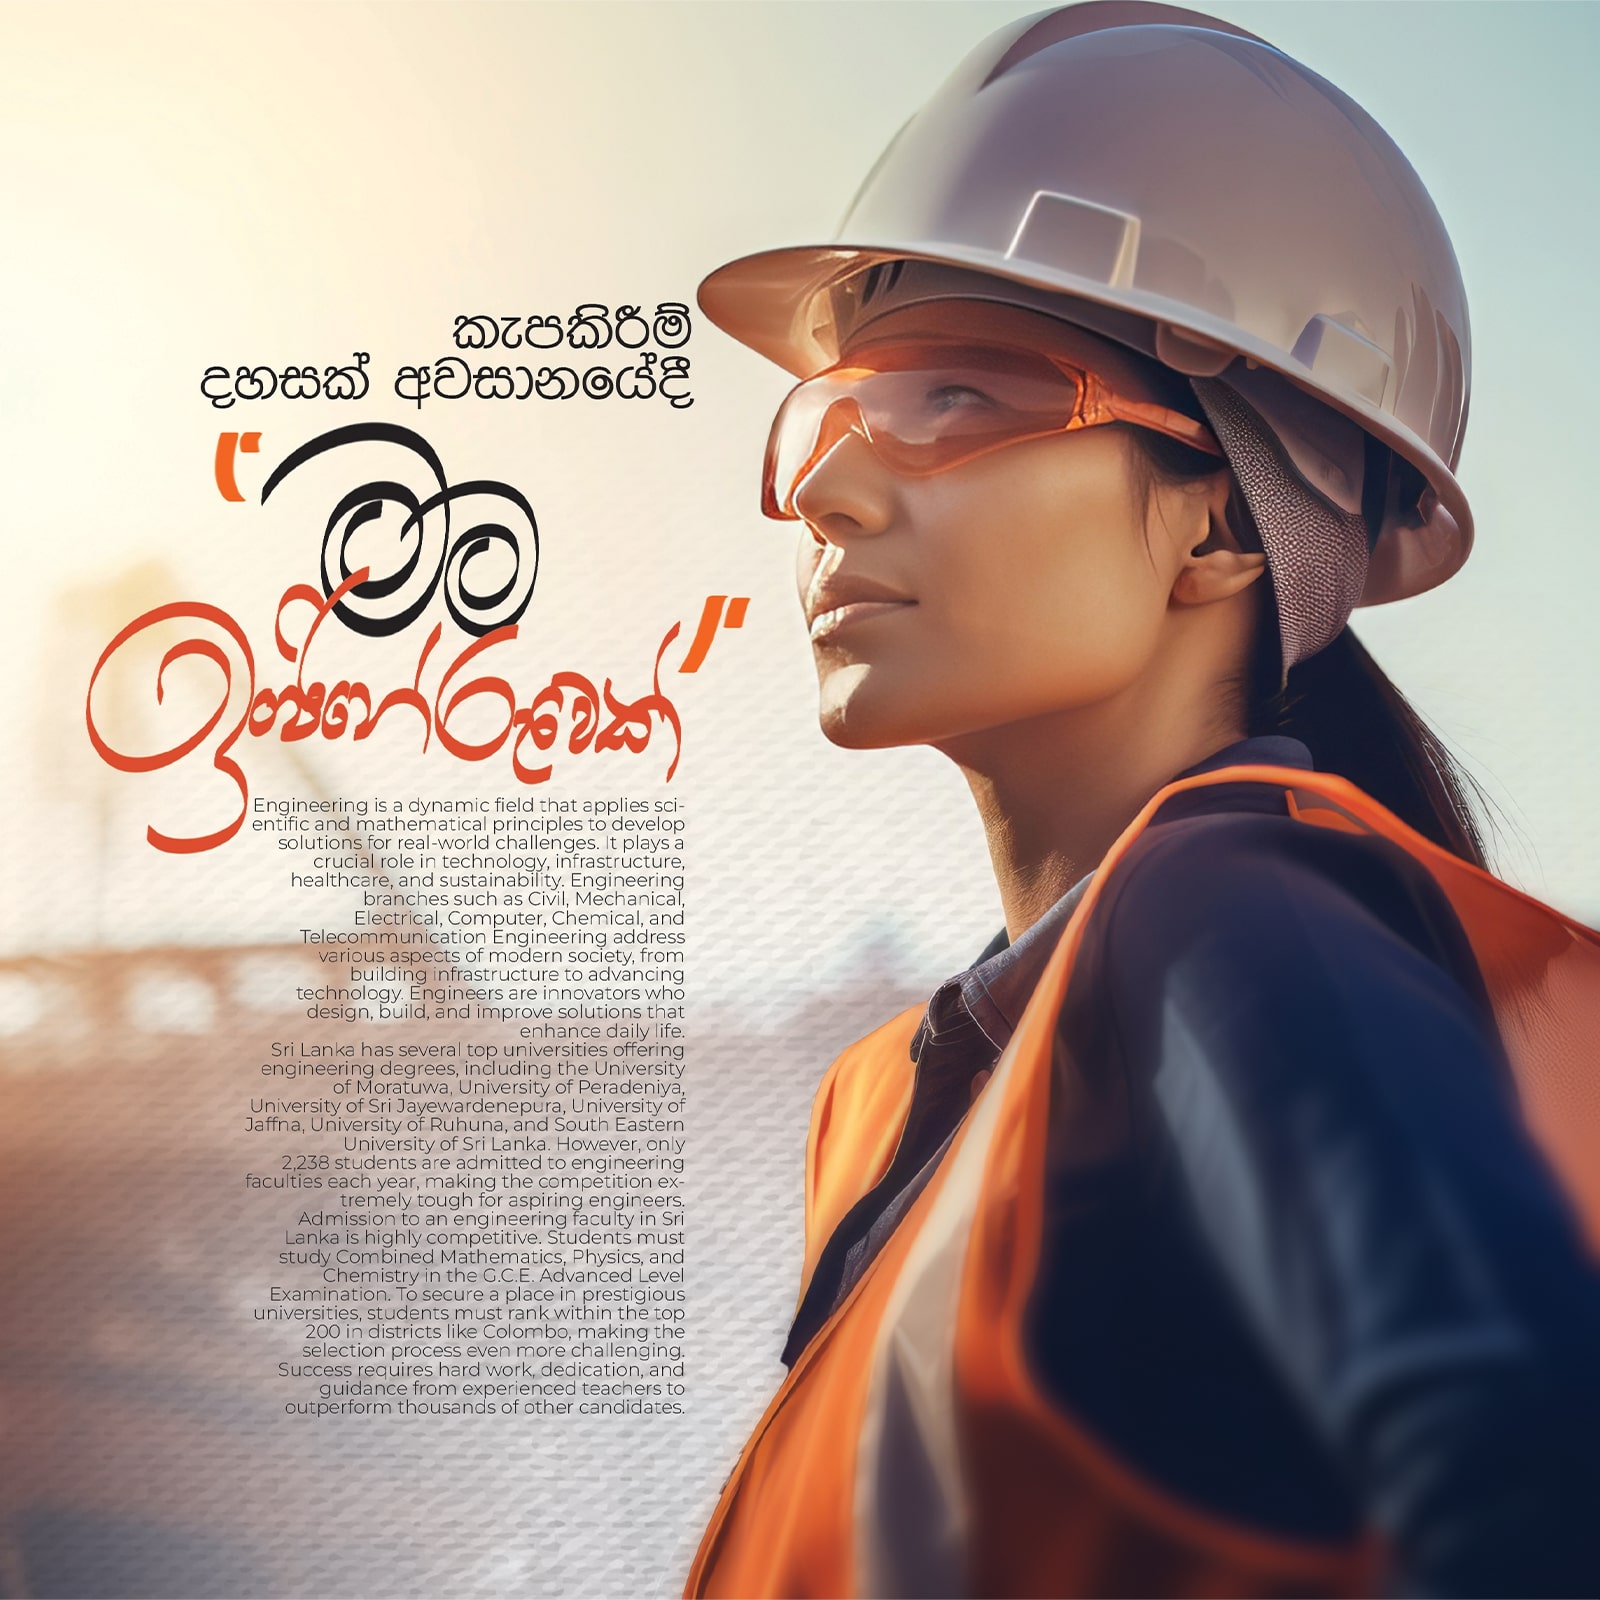 කැපකිරීම්
දහසක් අවසානයේදී
"මල
ඉංජිනේරුවෙක්"
Engineering is a dynamic field that applies sci-
entific and mathematical principles to develop
solutions for real-world challenges. It plays a
crucial role in technology, infrastructure,
healthcare, and sustainability. Engineering
branches such as Civil, Mechanical,
Electrical, Computer, Chemical, and
Telecommunication Engineering address
various aspects of modern society, from
building infrastructure to advancing
technology. Engineers are innovators who
design, build, and improve solutions that
enhance daily life.
Sri Lanka has several top universities offering
engineering degrees, including the University
of Moratuwa, University of Peradeniya,
University of Sri Jayewardenepura, University of
Jaffna, University of Ruhuna, and South Eastern
University of Sri Lanka. However, only
2,238 students are admitted to engineering
faculties each year, making the competition ex-
tremely tough for aspiring engineers.
Admission to an engineering faculty in Sri
Lanka is highly competitive. Students must
study Combined Mathematics, Physics, and
Chemistry in the G.C.E. Advanced Level
Examination. To secure a place in prestigious
universities, students must rank within the top
200 in districts like Colombo, making the
selection process even more challenging.
Success requires hard work, dedication, and
guidance from experienced teachers to
outperform thousands of other candidates.